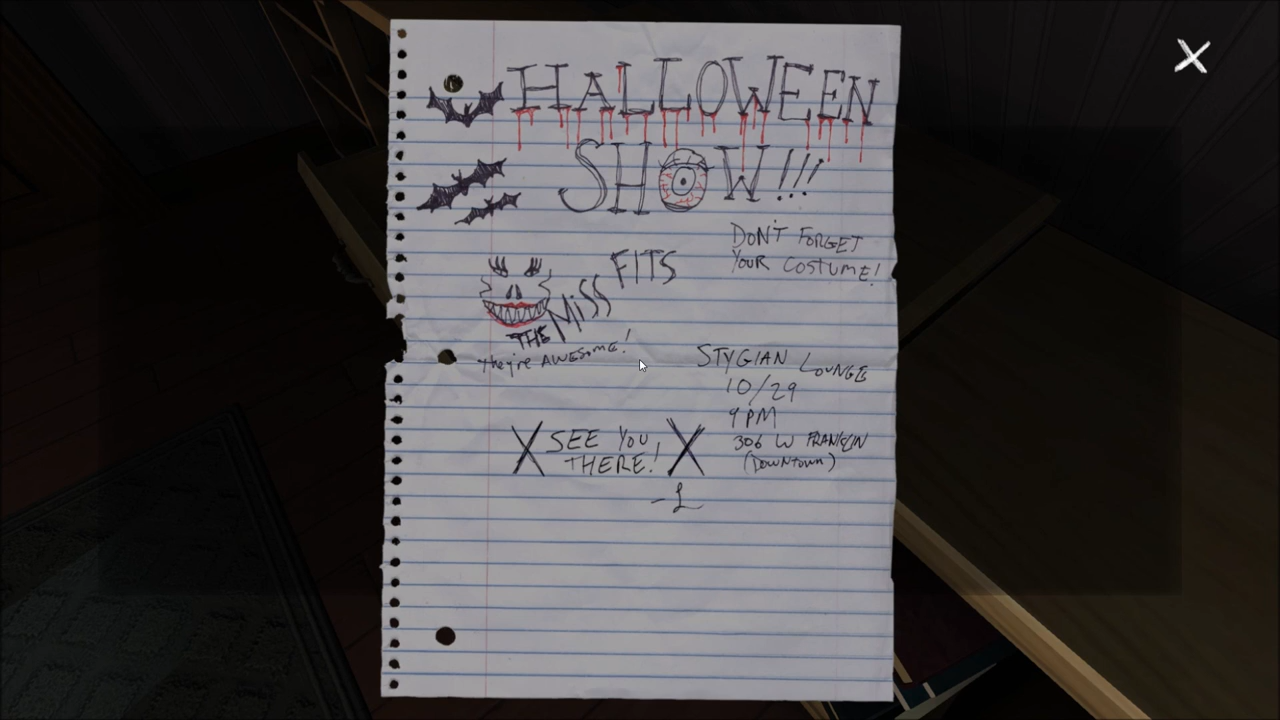 HALLOWEEN
SHOW!!!
DON'T FORGET
YOUR COSTUME!
THE MISS FITS
They're AWESOME!
STYGIAN LOUNGE
10/29
9PM
306 W FRANKLIN
(DOWNTOWN)
X SEE YOU X
THERE!
-L